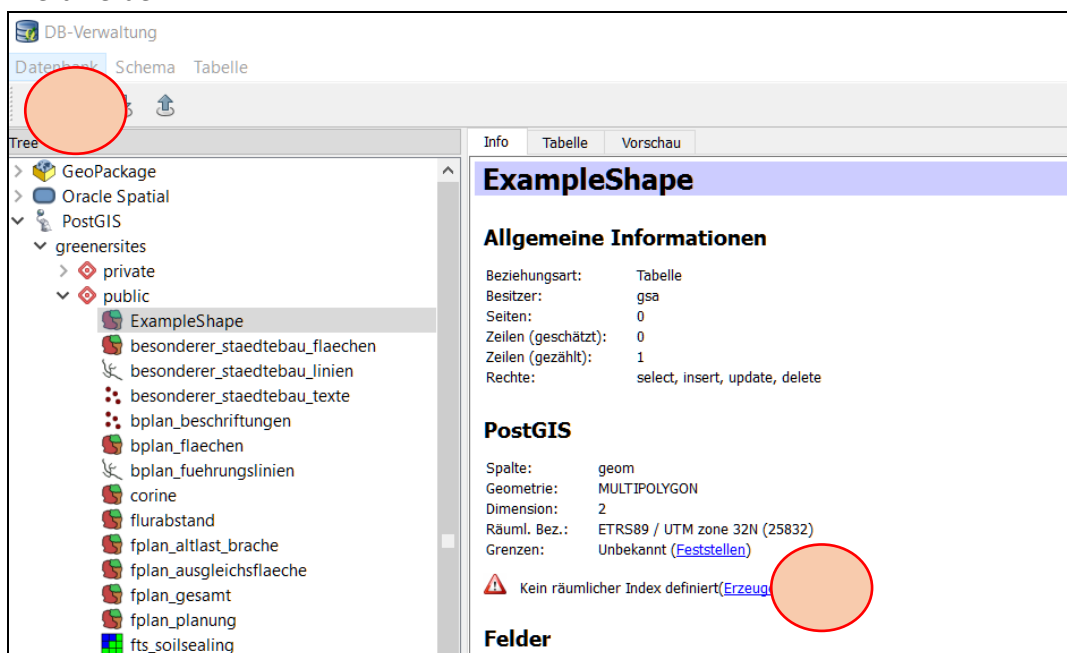 DB-Verwaltung
Datenbank Schema Tabelle
Tree
GeoPackage
Oracle Spatial
PostGIS
greenersites
private
public
ExampleShape
besonderer_staedtebau_flaechen
besonderer_staedtebau_linien
besonderer_staedtebau_texte
bplan_beschriftungen
bplan_flaechen
bplan_fuehrungslinien
corine
flurabstand
fplan_altlast_brache
fplan_ausgleichsflaeche
fplan_gesamt
fplan_planung
fts_soilsealing
Info Tabelle Vorschau
ExampleShape
Allgemeine Informationen
Beziehungsart: Tabelle
Besitzer: gsa
Seiten: 0
Zeilen (geschätzt): 0
Zeilen (gezählt): 1
Rechte: select, insert, update, delete
PostGIS
Spalte: geom
Geometrie: MULTIPOLYGON
Dimension: 2
Räuml. Bez.: ETRS89 / UTM zone 32N (25832)
Grenzen: Unbekannt (Feststellen)
Kein räumlicher Index definiert(
Felder